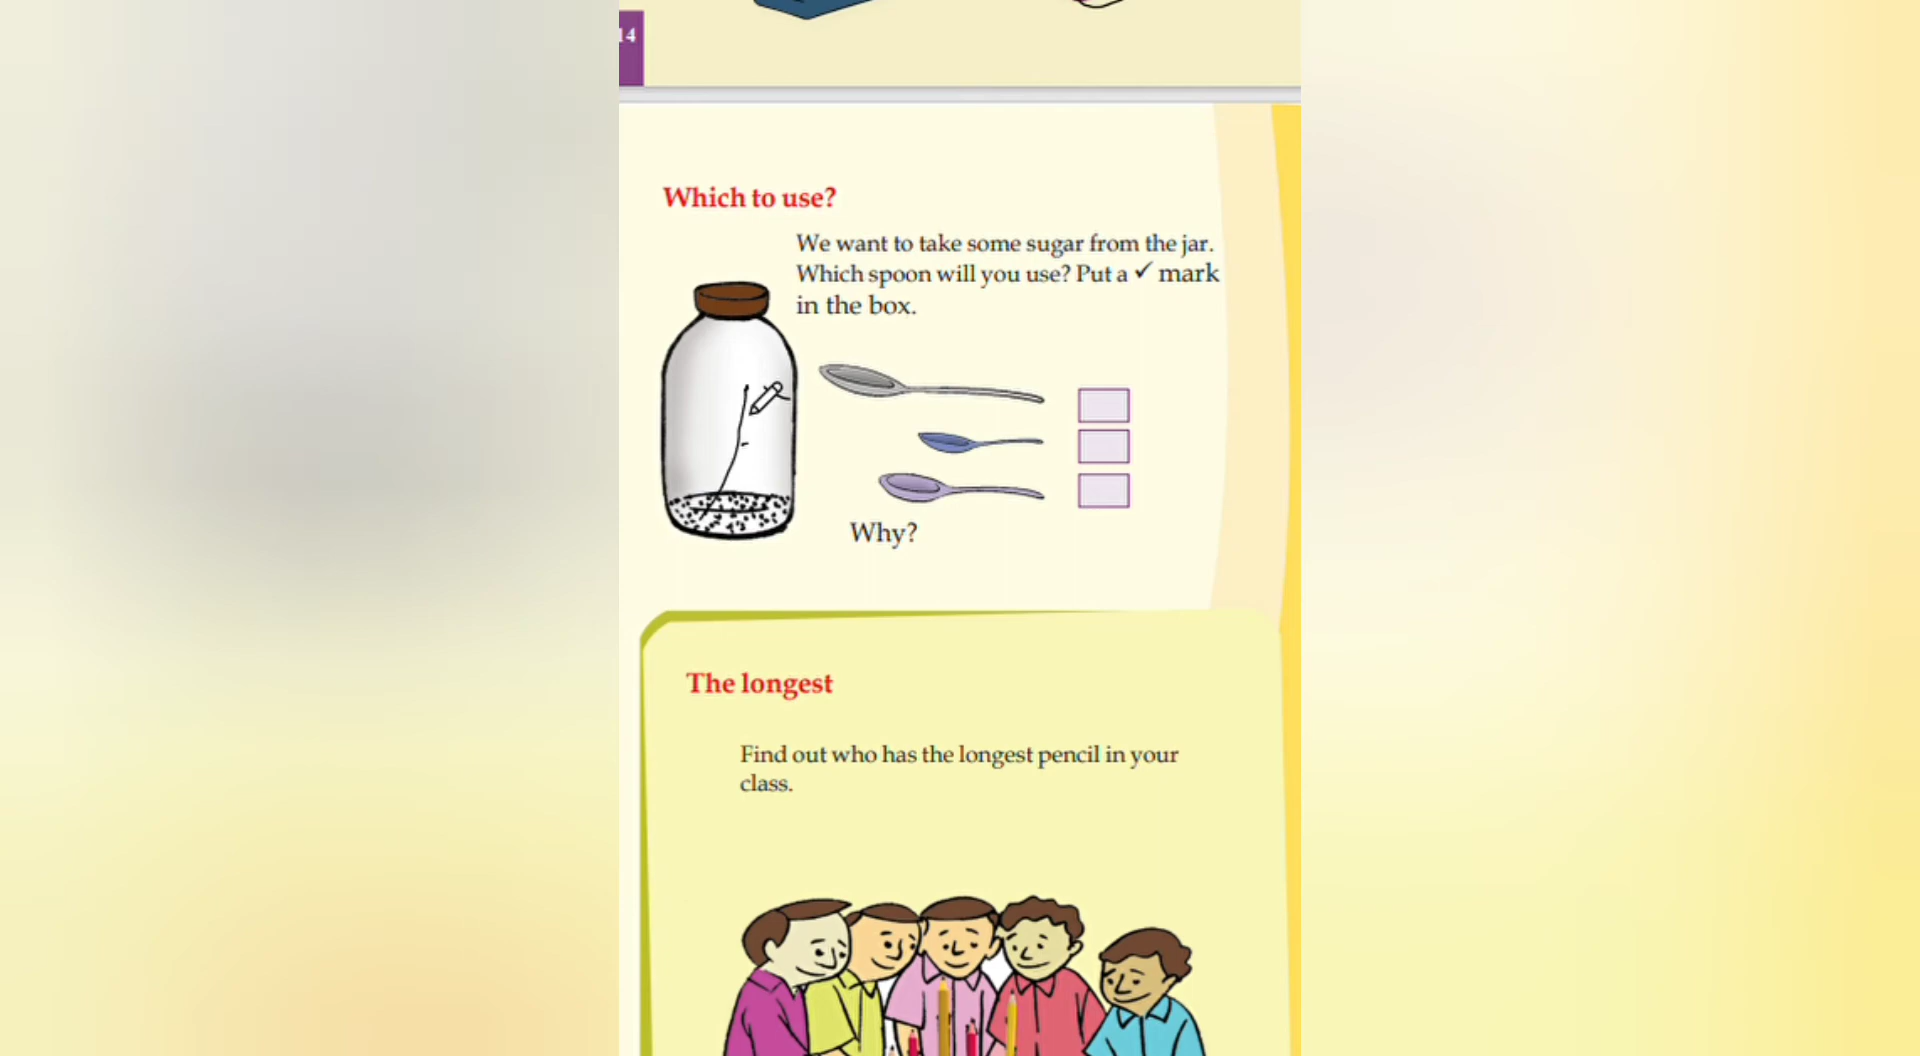 14
Which to use?
We want to take some sugar from the jar.
Which spoon will you use? Put a ✓ mark
in the box.
Why?
The longest
Find out who has the longest pencil in your
class.